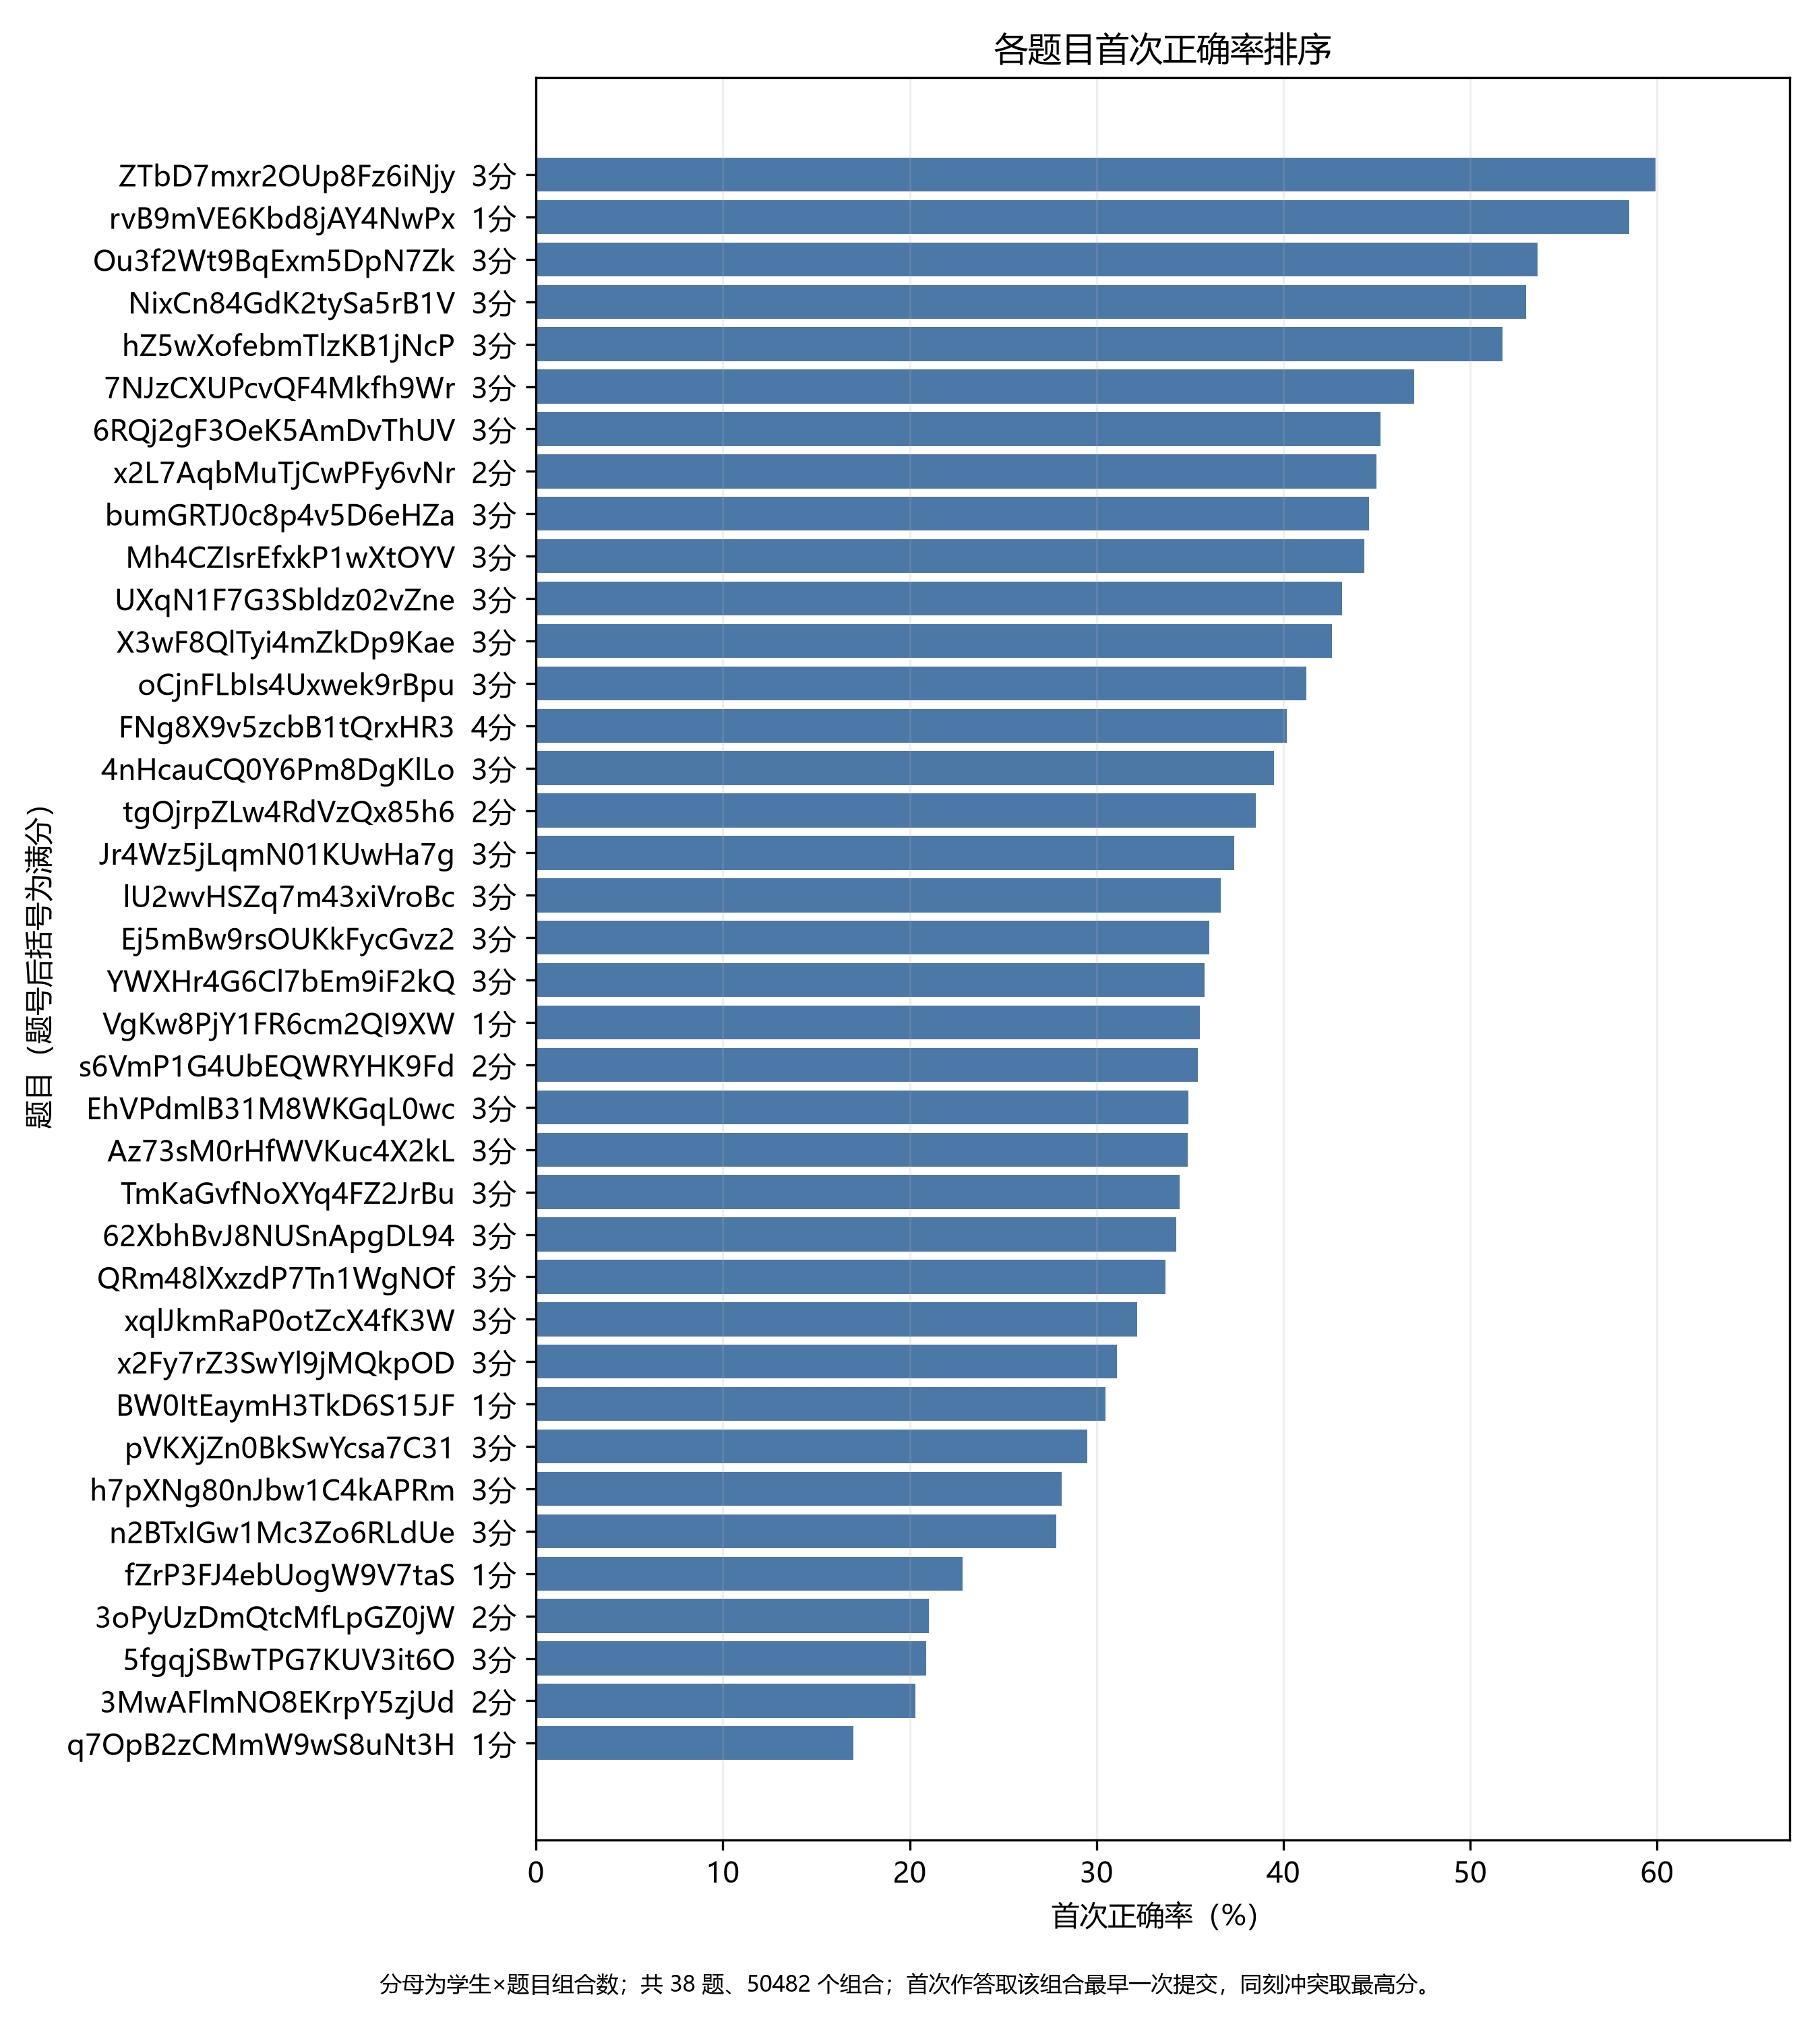 各题目首次正确率排序
ZTbD7mxr2OUp8Fz6iNjy 3分
rvB9mVE6Kbd8jAY4NwPx 1分
Ou3f2Wt9BqExm5DpN7Zk 3分
NixCn84GdK2tySa5rB1V 3分
hZ5wXofebmTlzKB1jNcP 3分
7NJzCXUPcvQF4Mkfh9Wr 3分
6RQj2gF3OeK5AmDvThUV 3分
x2L7AqbMuTjCwPFy6vNr 2分
bumGRTJ0c8p4v5D6eHZa 3分
Mh4CZIsrEfxkP1wXtOYV 3分
UXqN1F7G3Sbldz02vZne 3分
X3wF8QlTyi4mZkDp9Kae 3分
oCjnFLbIs4Uxwek9rBpu 3分
FNg8X9v5zcbB1tQrxHR3 4分
4nHcauCQ0Y6Pm8DgKlLo 3分
tgOjrpZLw4RdVzQx85h6 2分
Jr4Wz5jLqmN01KUwHa7g 3分
lU2wvHSZq7m43xiVroBc 3分
Ej5mBw9rsOUKkFycGvz2 3分
YWXHr4G6Cl7bEm9iF2kQ 3分
VgKw8PjY1FR6cm2QI9XW 1分
s6VmP1G4UbEQWRYHK9Fd 2分
EhVPdmlB31M8WKGqL0wc 3分
Az73sM0rHfWVKuc4X2kL 3分
TmKaGvfNoXYq4FZ2JrBu 3分
62XbhBvJ8NUSnApgDL94 3分
QRm48lXxzdP7Tn1WgNOf 3分
xqlJkmRaP0otZcX4fK3W 3分
x2Fy7rZ3SwYl9jMQkpOD 3分
BW0ItEaymH3TkD6S15JF 1分
pVKXjZn0BkSwYcsa7C31 3分
h7pXNg80nJbw1C4kAPRm 3分
n2BTxIGw1Mc3Zo6RLdUe 3分
fZrP3FJ4ebUogW9V7taS 1分
3oPyUzDmQtcMfLpGZ0jW 2分
5fgqjSBwTPG7KUV3it6O 3分
3MwAFlmNO8EKrpY5zjUd 2分
q7OpB2zCMmW9wS8uNt3H 1分
题目（题号后括号为满分）
0 10 20 30 40 50 60
首次正确率（%）
分母为学生×题目组合数；共 38 题、50482 个组合；首次作答取该组合最早一次提交，同刻冲突取最高分。